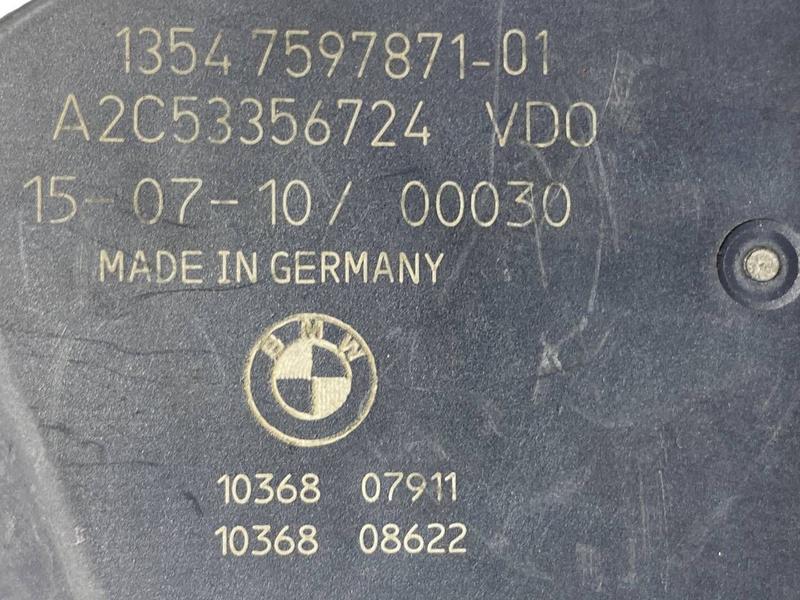 1354 7597871-01
A2C53356724 VDO
15-07-10/ 00030
MADE IN GERMANY
BMW
10368 07911
10368 08622